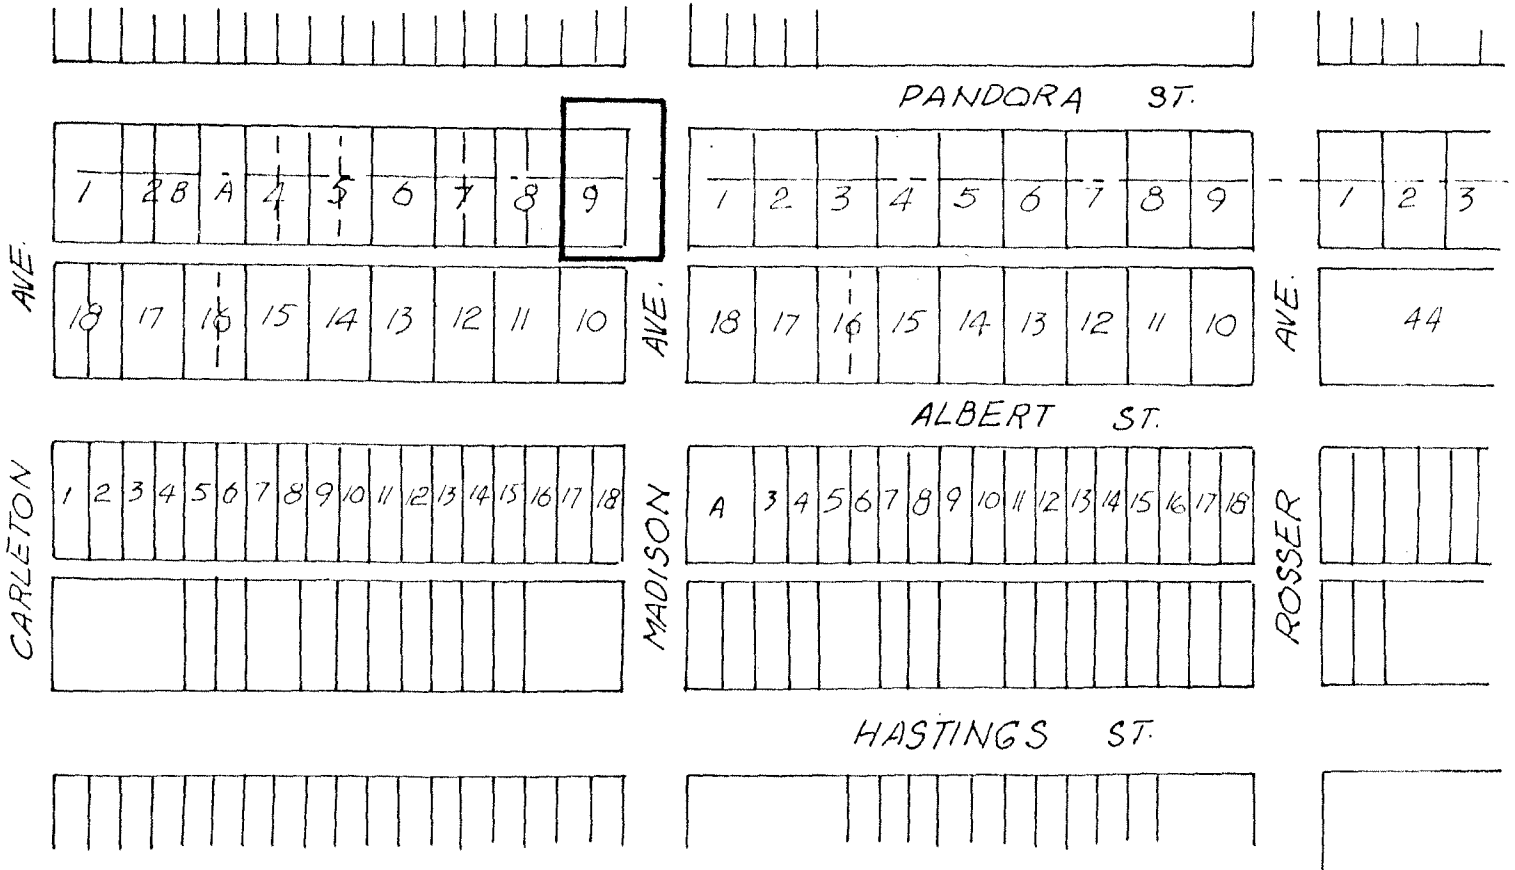 PANDORA ST.
1 2 B A 4 5 6 7 8 9
1 2 3 4 5 6 7 8 9
1 2 3
18 17 16 15 14 13 12 11 10
18 17 16 15 14 13 12 11 10
44
ALBERT ST.
1 2 3 4 5 6 7 8 9 10 11 12 13 14 15 16 17 18
A 3 4 5 6 7 8 9 10 11 12 13 14 15 16 17 18
HASTINGS ST.
CARLETON AVE.
MADISON AVE.
ROSSER AVE.